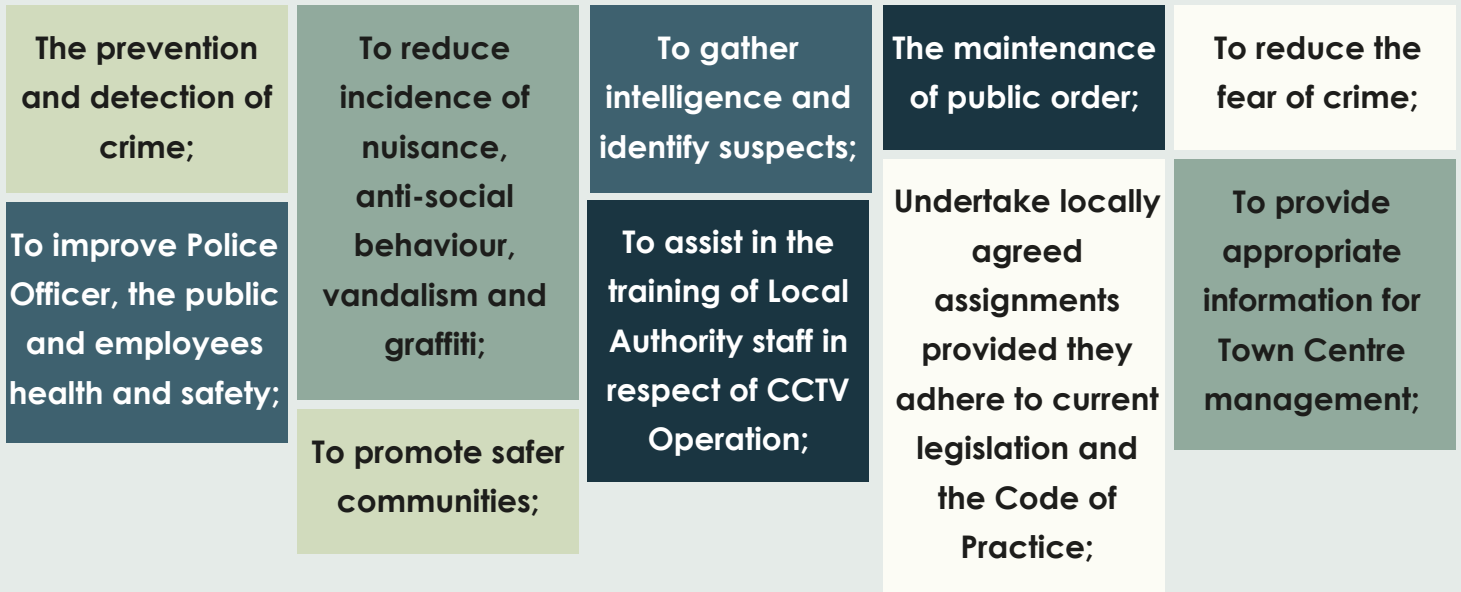 The prevention
and detection of
crime;
To improve Police
Officer, the public
and employees
health and safety;
To reduce
incidence of
nuisance,
anti-social
behaviour,
vandalism and
graffiti;
To promote safer
communities;
To gather
intelligence and
identify suspects;
To assist in the
training of Local
Authority staff in
respect of CCTV
Operation;
The maintenance
of public order;
Undertake locally
agreed
assignments
provided they
adhere to current
legislation and
the Code of
Practice;
To reduce the
fear of crime;
To provide
appropriate
information for
Town Centre
management;